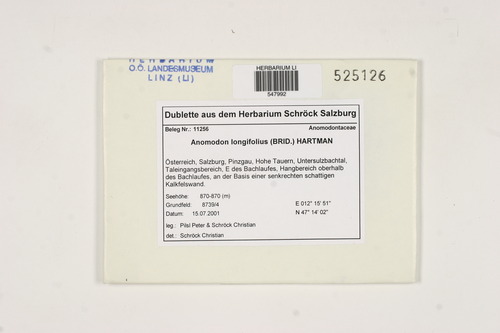 HERBARIUM
O.Ö. LANDESMUSEUM
LINZ (LI)
HERBARIUM LI
547992
525126
Dublette aus dem Herbarium Schröck Salzburg
Beleg Nr.: 11256 Anomodontaceae
Anomodon longifolius (BRID.) HARTMAN
Österreich, Salzburg, Pinzgau, Hohe Tauern, Untersulzbachtal,
Taleingangsbereich, E des Bachlaufes, Hangbereich oberhalb
des Bachlaufes, an der Basis einer senkrechten schattigen
Kalkfelswand.
Seehöhe: 870-870 (m)
Grundfeld: 8739/4 E 012° 15' 51"
Datum: 15.07.2001 N 47° 14' 02"
leg.: Pilsl Peter & Schröck Christian
det.: Schröck Christian